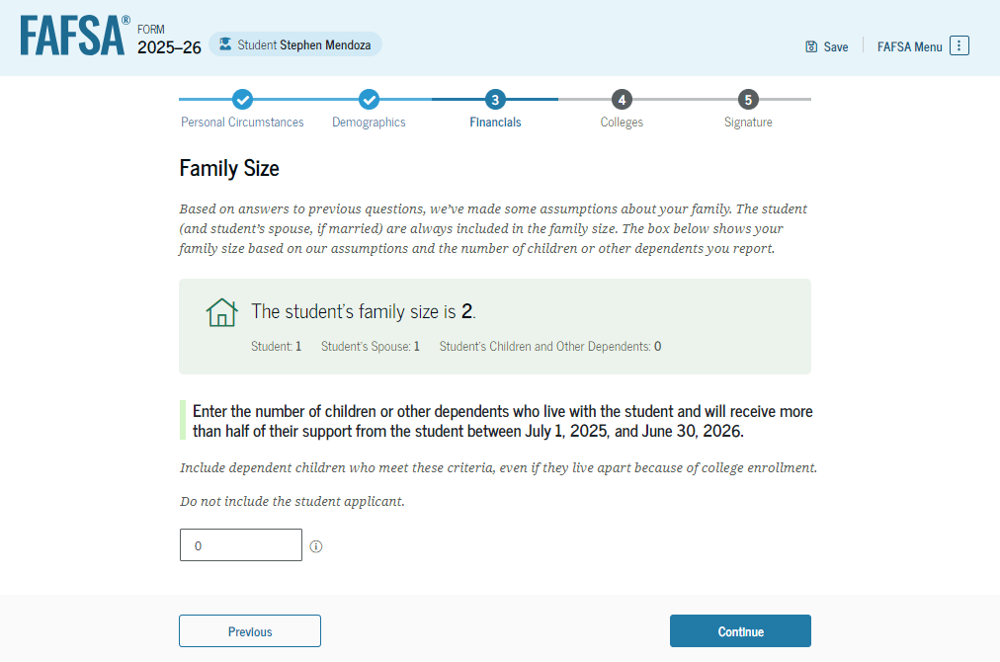 FAFSA®
FORM
2025–26
Student Stephen Mendoza
Save
FAFSA Menu
3
4
5
Personal Circumstances
Demographics
Financials
Colleges
Signature
Family Size
Based on answers to previous questions, we've made some assumptions about your family. The student
(and student's spouse, if married) are always included in the family size. The box below shows your
family size based on our assumptions and the number of children or other dependents you report.
The student's family size is 2.
Student: 1 Student's Spouse: 1 Student's Children and Other Dependents: 0
Enter the number of children or other dependents who live with the student and will receive more
than half of their support from the student between July 1, 2025, and June 30, 2026.
Include dependent children who meet these criteria, even if they live apart because of college enrollment.
Do not include the student applicant.
0
Previous
Continue